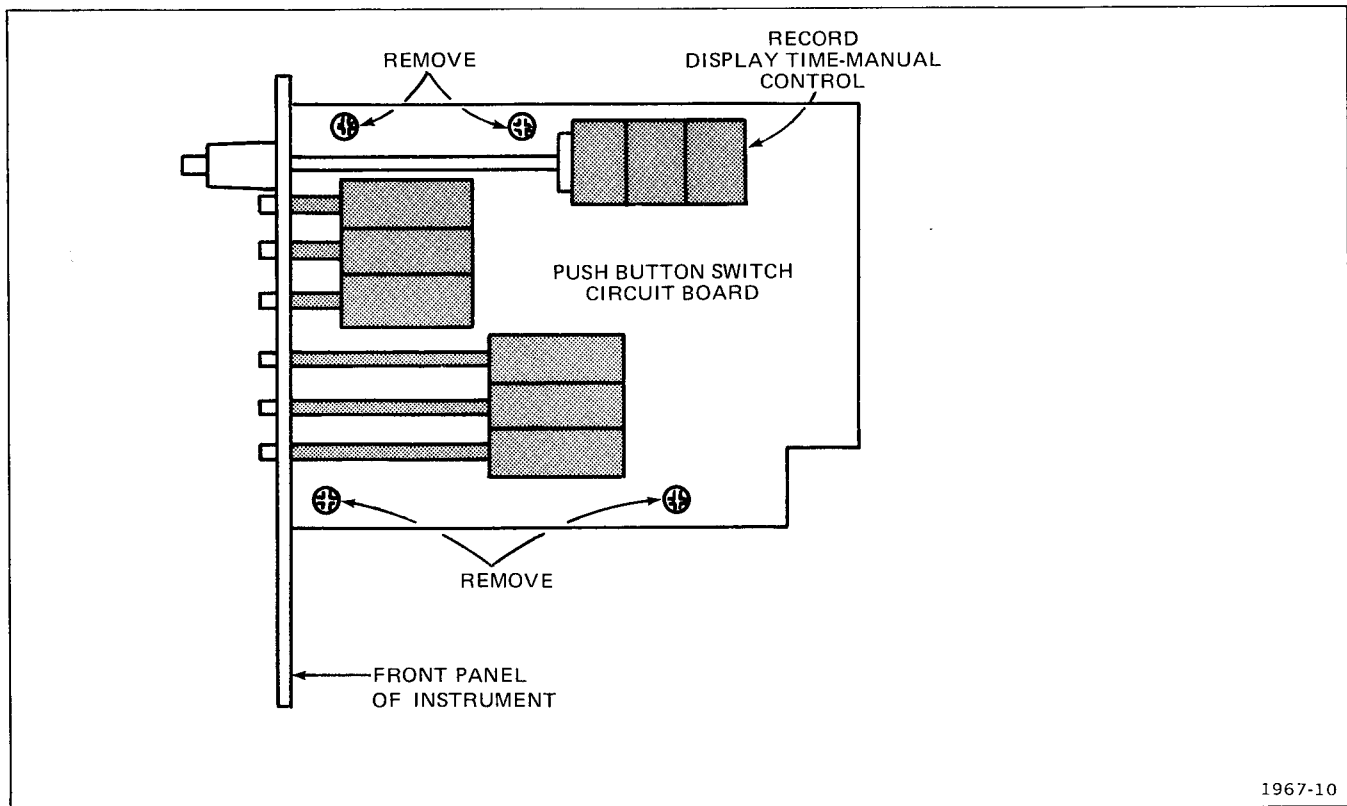 REMOVE
RECORD
DISPLAY TIME-MANUAL
CONTROL
PUSH BUTTON SWITCH
CIRCUIT BOARD
REMOVE
FRONT PANEL
OF INSTRUMENT
1967-10